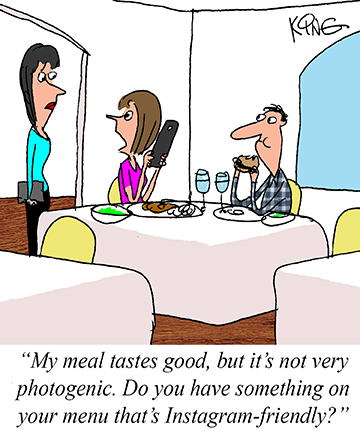 KING
“My meal tastes good, but it’s not very
photogenic. Do you have something on
your menu that’s Instagram-friendly?”